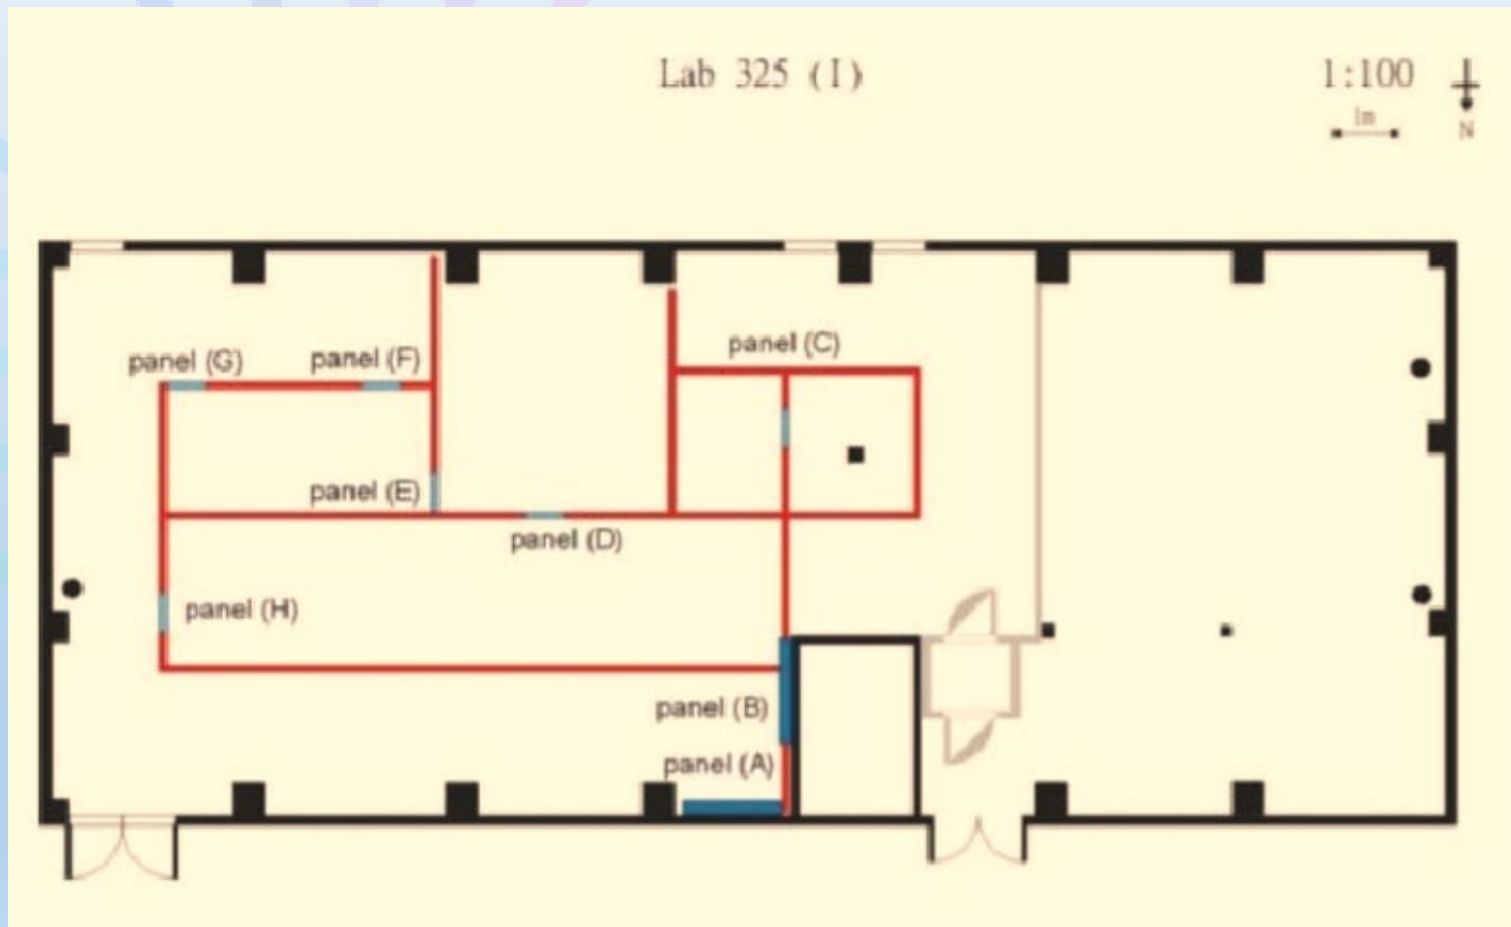 Lab 325 (I)
1:100
1m
N
panel (C)
panel (G)
panel (F)
panel (E)
panel (D)
panel (H)
panel (B)
panel (A)